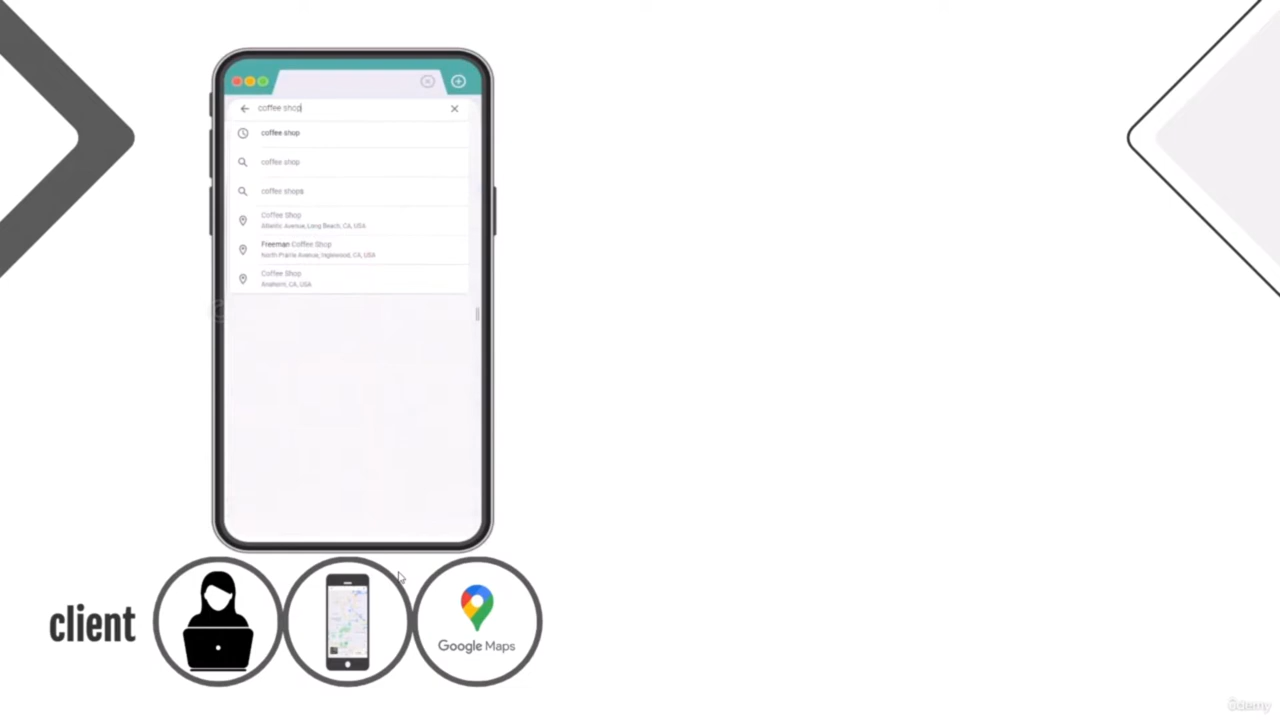 coffee shop
coffee shop
coffee shop
coffee shops
Coffee Shop
Atlantic Avenue, Long Beach, CA, USA
Freeman Coffee Shop
North Prairie Avenue, Inglewood, CA, USA
Coffee Shop
Anaheim, CA, USA
client
Google Maps
ûdemy